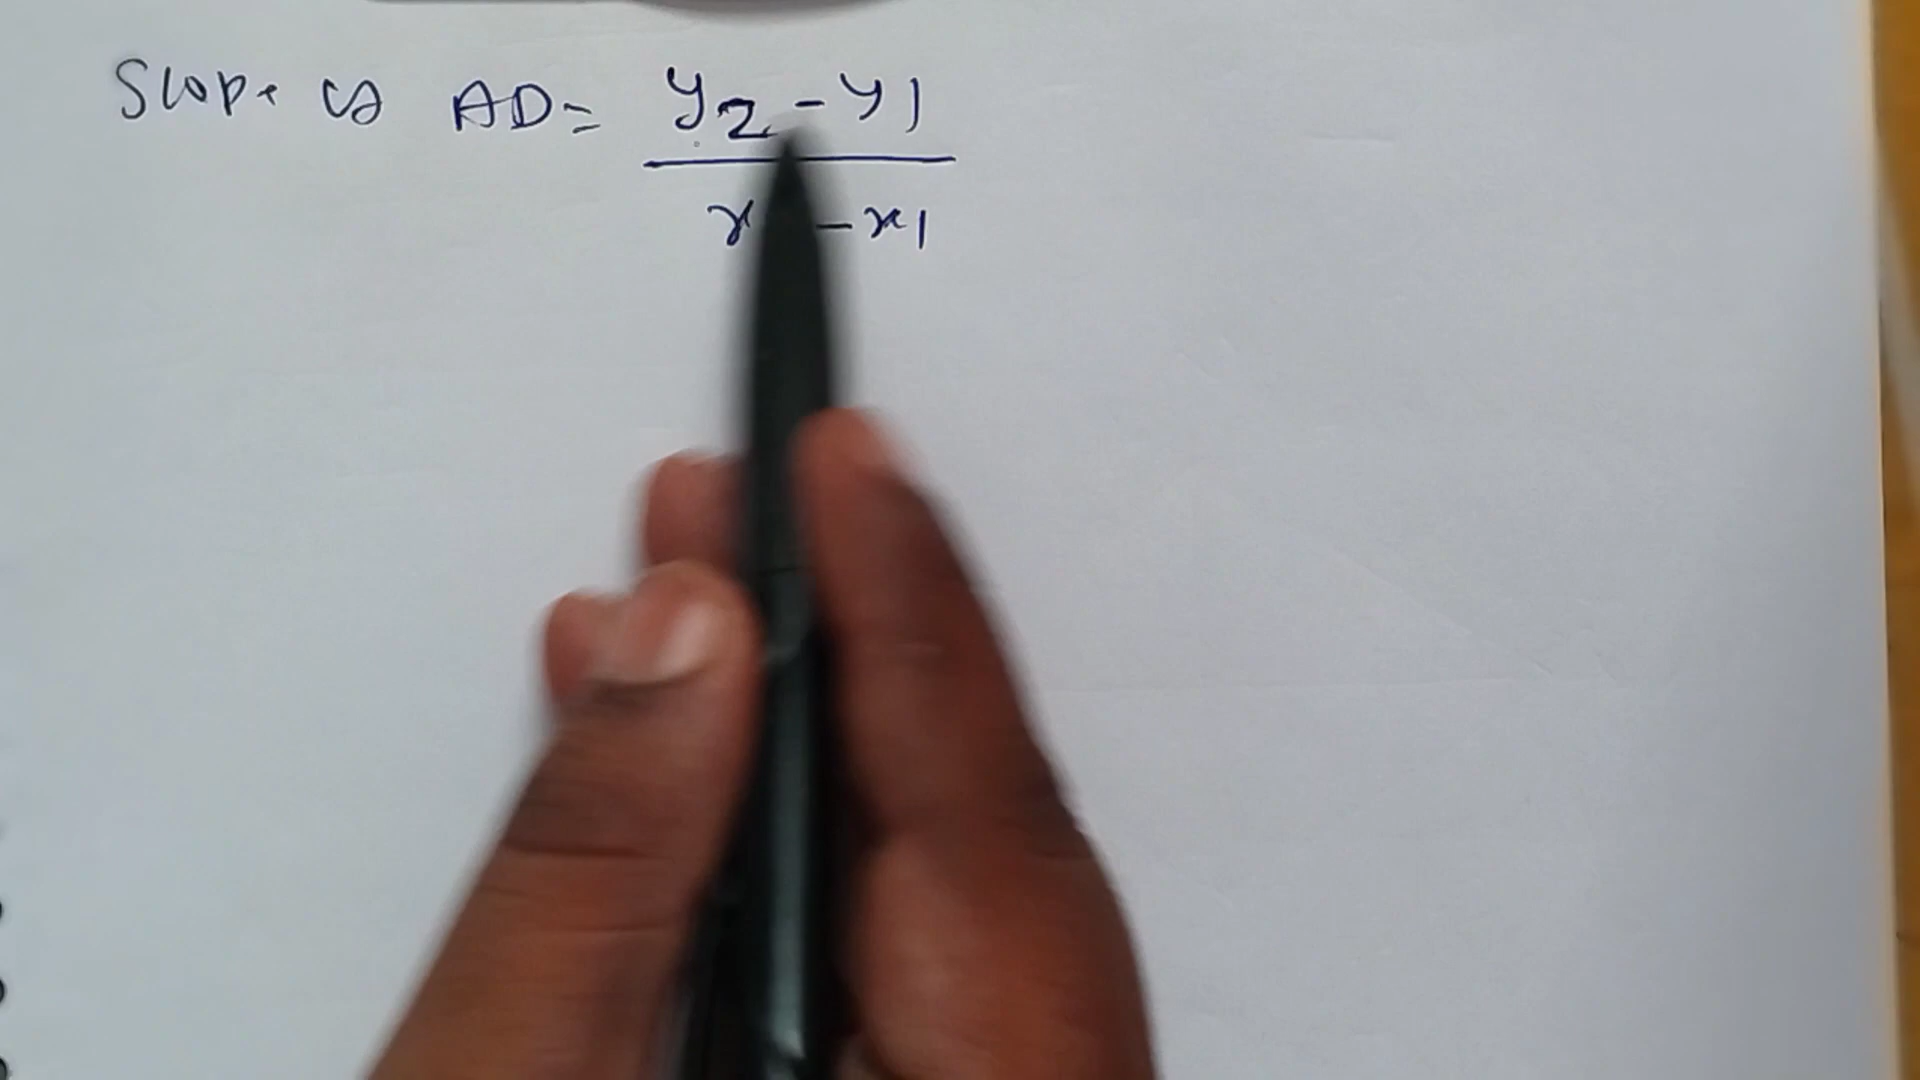 Slope of AD = y2 - y1
x - x1